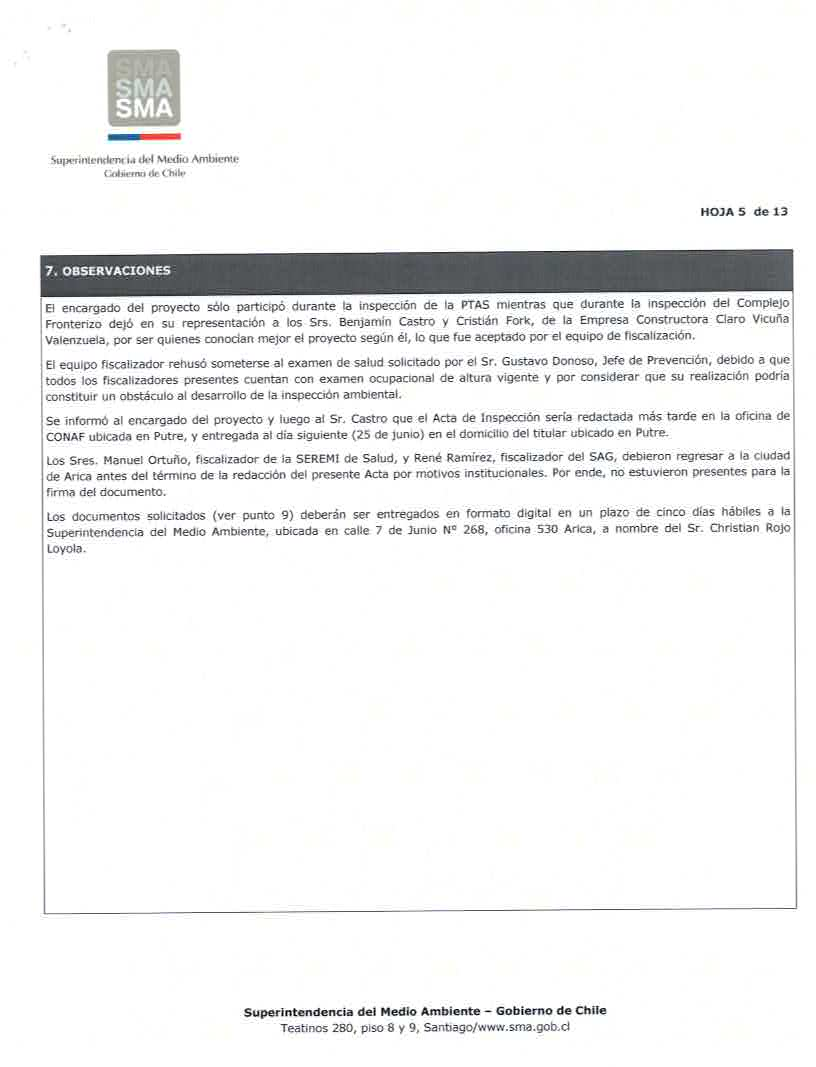 SMA
SMA
SMA
Superintendencia del Medio Ambiente
Gobierno de Chile
HOJA 5 de 13
7. OBSERVACIONES
El encargado del proyecto sólo participó durante la inspección de la PTAS mientras que durante la inspección del Complejo
Fronterizo dejó en su representación a los Srs. Benjamín Castro y Cristián Fork, de la Empresa Constructora Claro Vicuña
Valenzuela, por ser quienes conocían mejor el proyecto según él, lo que fue aceptado por el equipo de fiscalización.
El equipo fiscalizador rehusó someterse al examen de salud solicitado por el Sr. Gustavo Donoso, Jefe de Prevención, debido a que
todos los fiscalizadores presentes cuentan con examen ocupacional de altura vigente y por considerar que su realización podría
constituir un obstáculo al desarrollo de la inspección ambiental.
Se informó al encargado del proyecto y luego al Sr. Castro que el Acta de Inspección sería redactada más tarde en la oficina de
CONAF ubicada en Putre, y entregada al día siguiente (25 de junio) en el domicilio del titular ubicado en Putre.
Los Sres. Manuel Ortuño, fiscalizador de la SEREMI de Salud, y René Ramírez, fiscalizador del SAG, debieron regresar a la ciudad
de Arica antes del término de la redacción del presente Acta por motivos institucionales. Por ende, no estuvieron presentes para la
firma del documento.
Los documentos solicitados (ver punto 9) deberán ser entregados en formato digital en un plazo de cinco días hábiles a la
Superintendencia del Medio Ambiente, ubicada en calle 7 de Junio Nº 268, oficina 530 Arica, a nombre del Sr. Christian Rojo
Loyola.
Superintendencia del Medio Ambiente – Gobierno de Chile
Teatinos 280, piso 8 y 9, Santiago/www.sma.gob.cl